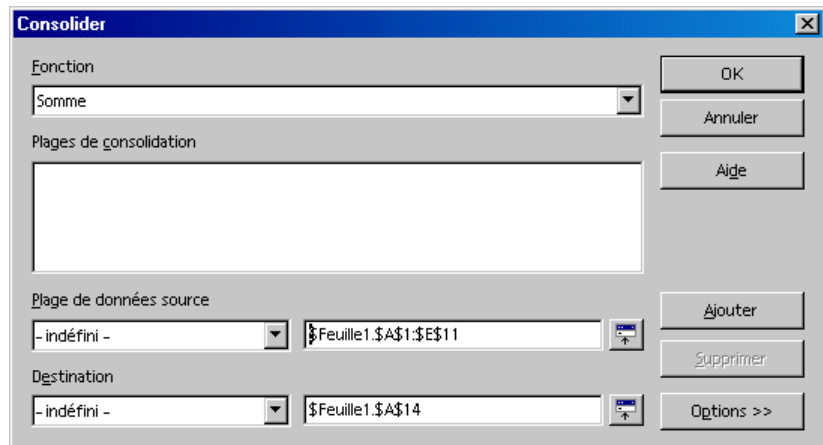 Consolider
Fonction
Somme
OK
Annuler
Plages de consolidation
Aide
Plage de données source
- indéfini -
$Feuille1.$A$1:$E$11
Ajouter
Supprimer
Destination
- indéfini -
$Feuille1.$A$14
Options >>